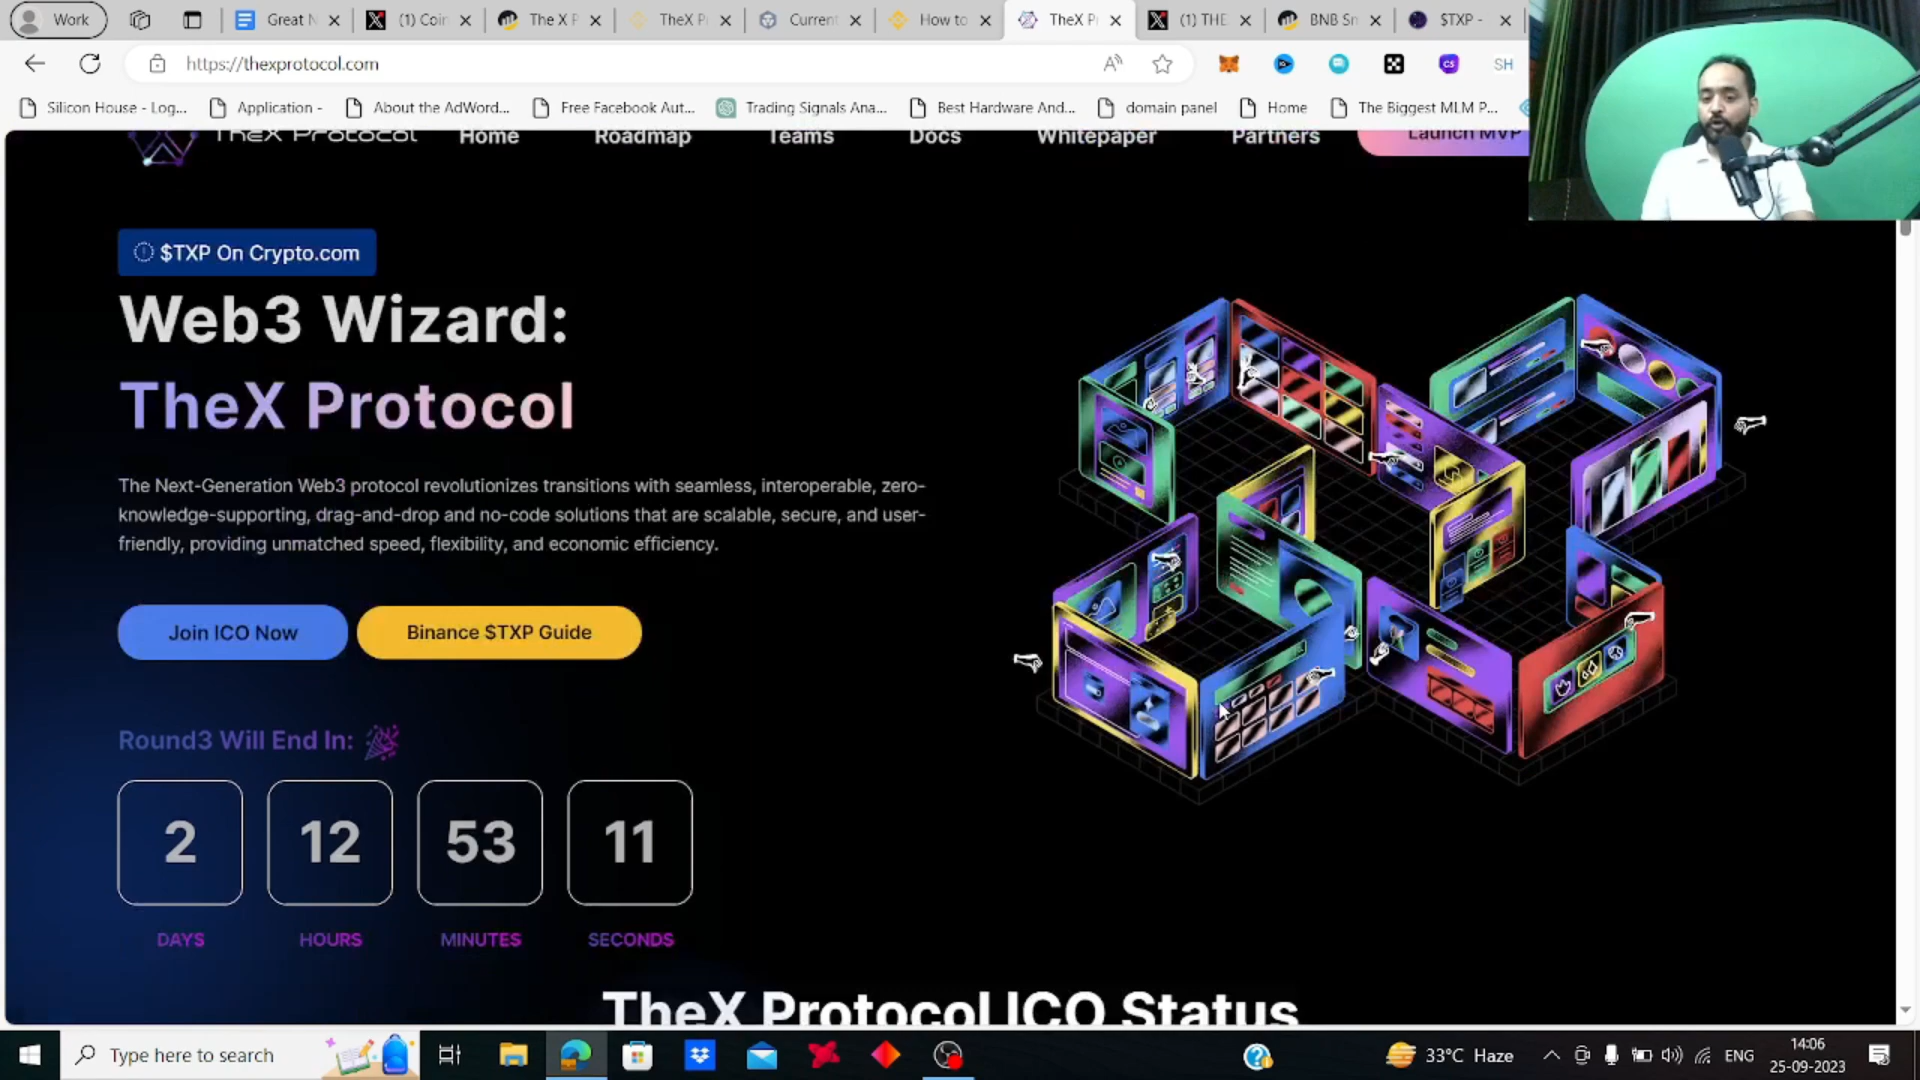 Work
Great N
(1) Coin
The X P
TheX P
Current
How to
TheX P
(1) THE
BNB Sn
$TXP -
https://thexprotocol.com
SH
Silicon House - Log...
Application -
About the AdWord...
Free Facebook Aut...
Trading Signals Ana...
Best Hardware And...
domain panel
Home
The Biggest MLM P...
TheX Protocol
Home
Roadmap
Teams
Docs
Whitepaper
Partners
Launch MVP
$TXP On Crypto.com
Web3 Wizard:
TheX Protocol
The Next-Generation Web3 protocol revolutionizes transitions with seamless, interoperable, zero-
knowledge-supporting, drag-and-drop and no-code solutions that are scalable, secure, and user-
friendly, providing unmatched speed, flexibility, and economic efficiency.
Join ICO Now
Binance $TXP Guide
Round3 Will End In:
2
12
53
11
DAYS
HOURS
MINUTES
SECONDS
TheX Protocol ICO Status
Type here to search
33°C Haze
ENG
14:06
25-09-2023